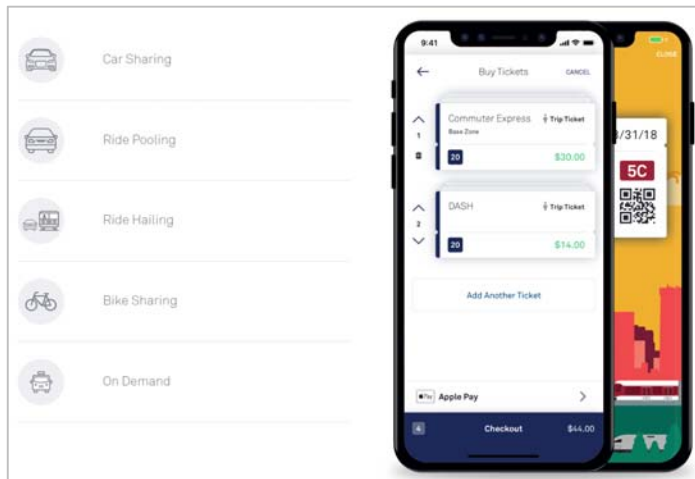 Car Sharing
Ride Pooling
Ride Hailing
Bike Sharing
On Demand
9:41
Buy Tickets
CANCEL
1
Commuter Express
Trip Ticket
Base Zone
20
$30.00
2
DASH
Trip Ticket
20
$14.00
Add Another Ticket
Pay
Apple Pay
4
Checkout
$44.00
CLOSE
/31/18
5C